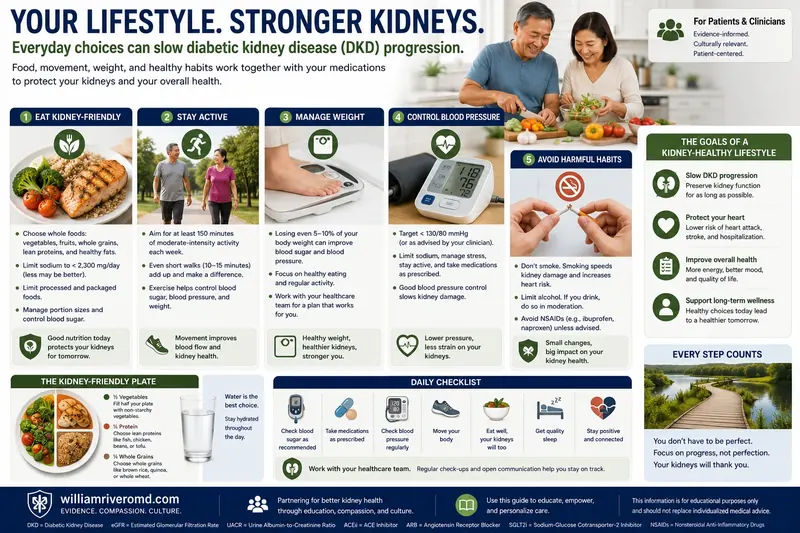 YOUR LIFESTYLE. STRONGER KIDNEYS.
Everyday choices can slow diabetic kidney disease (DKD) progression.
Food, movement, weight, and healthy habits work together with your medications
to protect your kidneys and your overall health.
For Patients & Clinicians
Evidence-informed.
Culturally relevant.
Patient-centered.
1 EAT KIDNEY-FRIENDLY
• Choose whole foods:
vegetables, fruits, whole grains,
lean proteins, and healthy fats.
• Limit sodium to < 2,300 mg/day
(less may be better).
• Limit processed and packaged
foods.
• Manage portion sizes and
control blood sugar.
Good nutrition today
protects your kidneys
for tomorrow.
2 STAY ACTIVE
• Aim for at least 150 minutes
of moderate-intensity activity
each week.
• Even short walks (10–15 minutes)
add up and make a difference.
• Exercise helps control blood
sugar, blood pressure,
and weight.
Movement improves
blood flow and
kidney health.
3 MANAGE WEIGHT
• Losing even 5–10% of your
body weight can improve
blood sugar and blood
pressure.
• Focus on healthy eating
and regular activity.
• Work with your healthcare
team for a plan that works
for you.
Healthy weight,
healthier kidneys,
stronger you.
4 CONTROL BLOOD PRESSURE
118
76
• Target < 130/80 mmHg
(or as advised by your clinician).
• Limit sodium, manage stress,
stay active, and take medications
as prescribed.
• Good blood pressure control
slows kidney damage.
Lower pressure,
less strain on
your kidneys.
5 AVOID HARMFUL HABITS
• Don't smoke. Smoking speeds
kidney damage and increases
heart risk.
• Limit alcohol. If you drink,
do so in moderation.
• Avoid NSAIDs (e.g., ibuprofen,
naproxen) unless advised.
Small changes,
big impact on your
kidney health.
THE GOALS OF A
KIDNEY-HEALTHY LIFESTYLE
Slow DKD progression
Preserve kidney function
for as long as possible.
Protect your heart
Lower risk of heart attack,
stroke, and hospitalization.
Improve overall health
More energy, better mood,
and quality of life.
Support long-term wellness
Healthy choices today lead
to a healthier tomorrow.
THE KIDNEY-FRIENDLY PLATE
½ Vegetables
Fill half your plate
with non-starchy
vegetables.
Protein
Choose lean proteins
like fish, chicken,
beans, or tofu.
Whole Grains
Choose whole grains
like brown rice, quinoa,
or whole wheat.
Water is the
best choice.
Stay hydrated
throughout
the day.
DAILY CHECKLIST
Check blood
sugar as
recommended
Take medications
as prescribed
Check blood
pressure
regularly
Move your
body
Eat well,
your kidneys
will too
Get quality
sleep
Stay positive
and connected
Work with your healthcare team. Regular check-ups and open communication help you stay on track.
EVERY STEP COUNTS
You don't have to be perfect.
Focus on progress, not perfection.
Your kidneys will thank you.
williamriveromd.com
EVIDENCE. COMPASSION. CULTURE.
Partnering for better kidney health
through education, compassion, and culture.
Use this guide to educate, empower,
and personalize care.
This information is for educational purposes only
and should not replace individualized medical advice.
DKD = Diabetic Kidney Disease eGFR = Estimated Glomerular Filtration Rate UACR = Urine Albumin-to-Creatinine Ratio ACEi = ACE Inhibitor ARB = Angiotensin Receptor Blocker SGLT2i = Sodium-Glucose Cotransporter-2 Inhibitor NSAIDs = Nonsteroidal Anti-Inflammatory Drugs